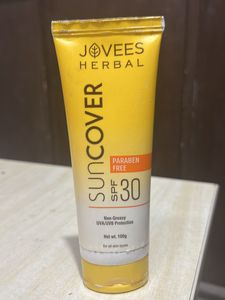 JOVEES
HERBAL
sunCOVER
SPF 30
PARABEN
FREE
Non-Greasy
UVA/UVB Protection
Net wt. 100g
for all skin types